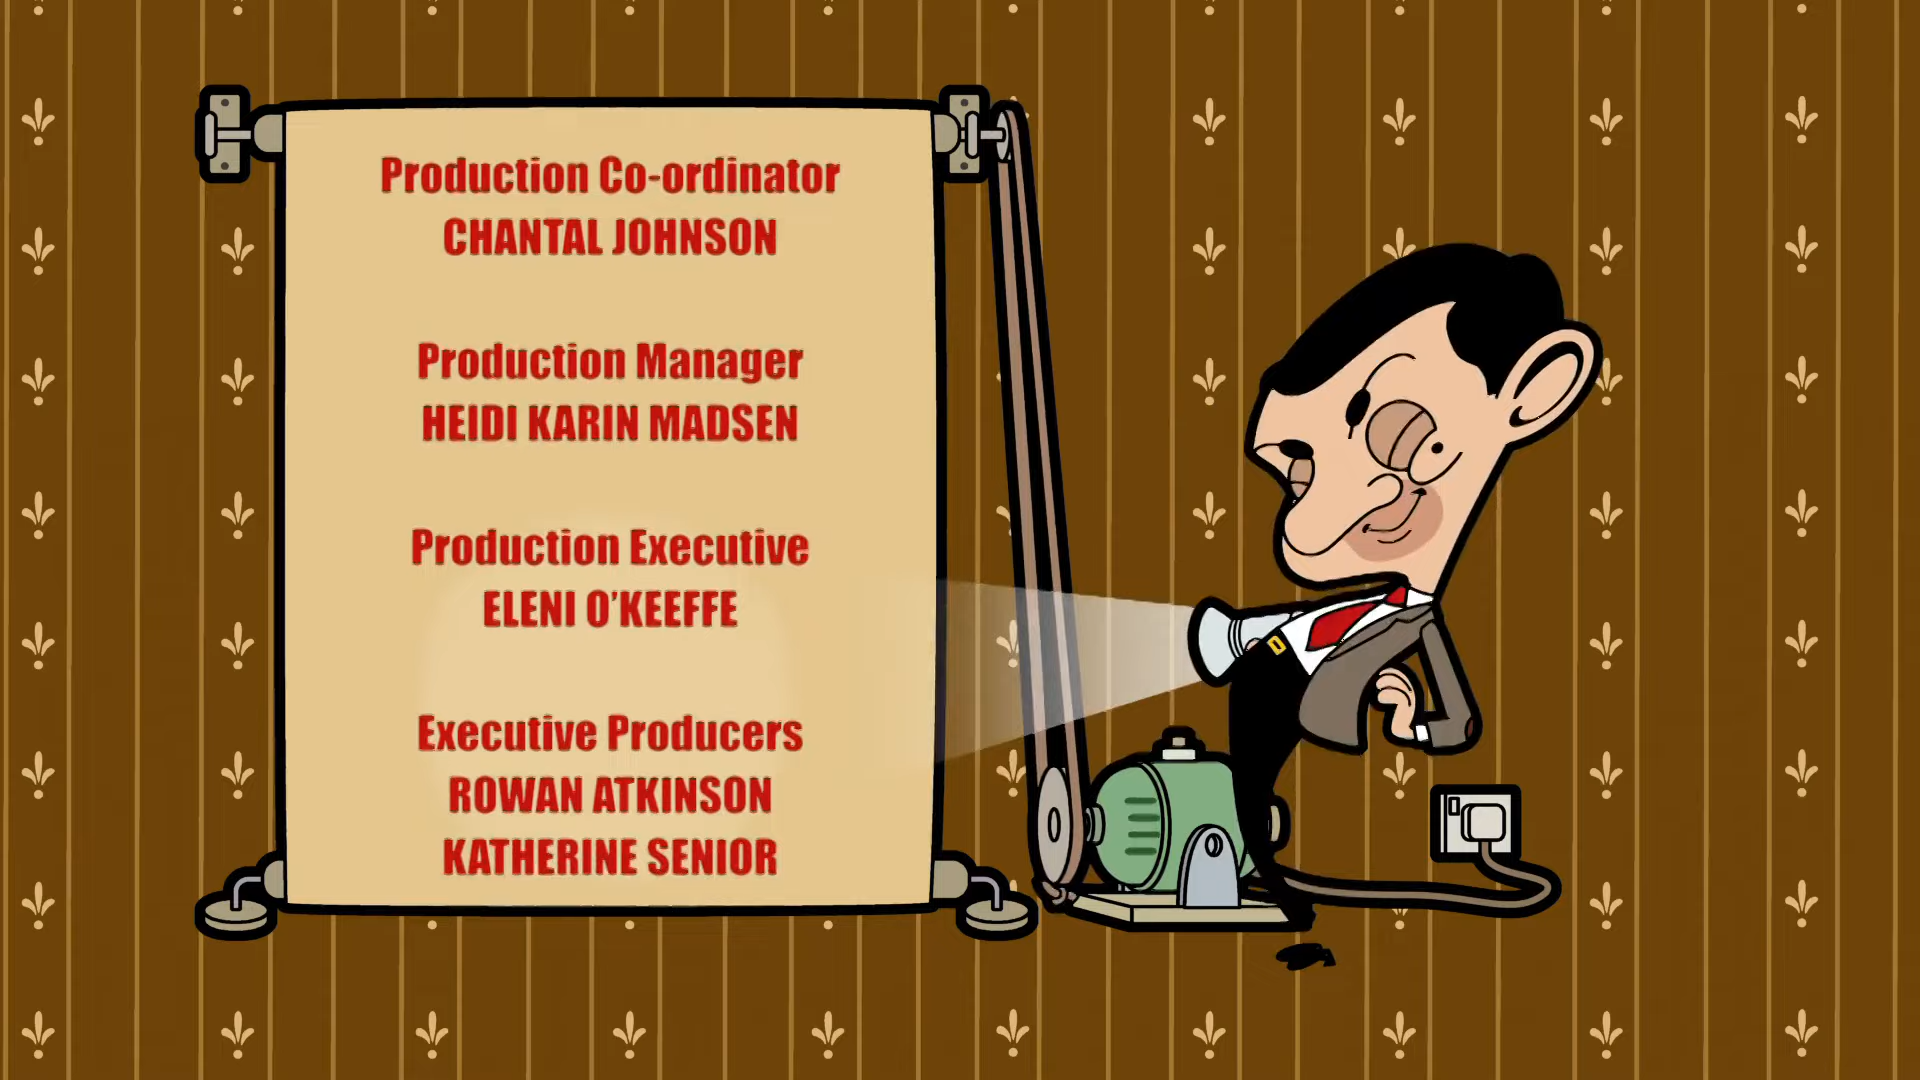 Production Co-ordinator
CHANTAL JOHNSON
Production Manager
HEIDI KARIN MADSEN
Production Executive
ELENI O’KEEFFE
Executive Producers
ROWAN ATKINSON
KATHERINE SENIOR